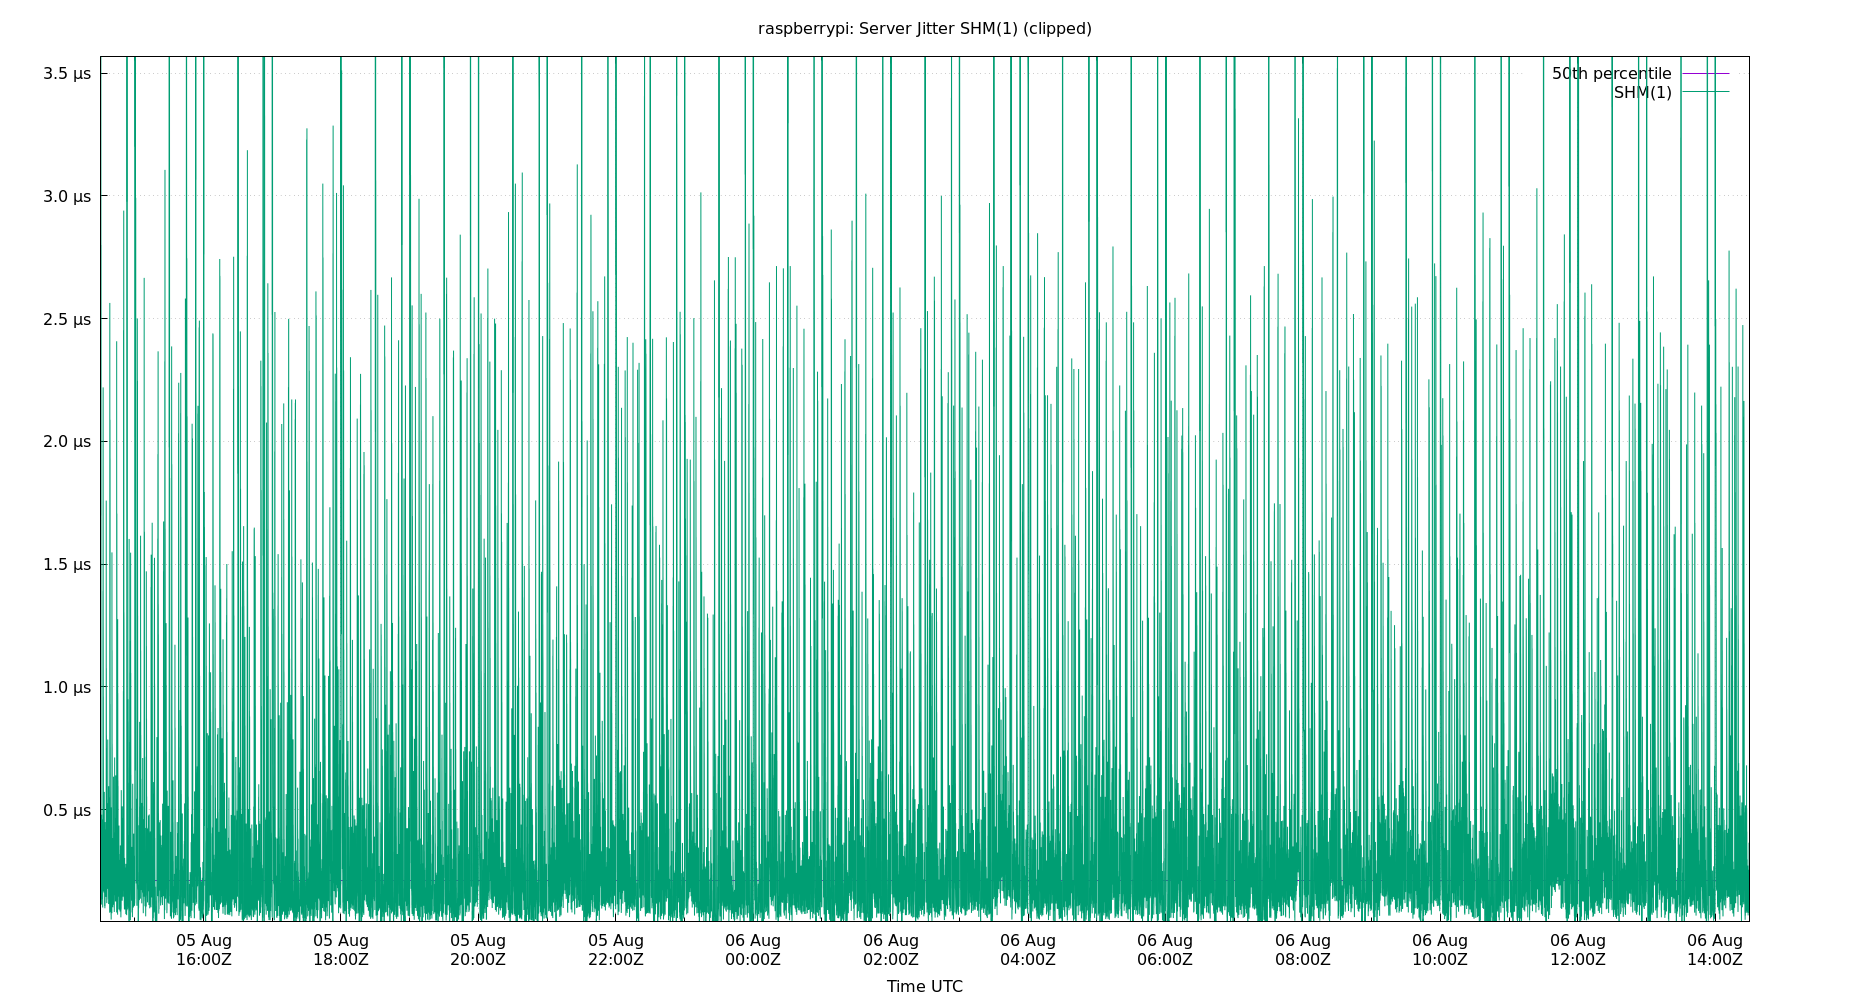 raspberrypi: Server Jitter SHM(1) (clipped)
3.5 µs
3.0 µs
2.5 µs
2.0 µs
1.5 µs
1.0 µs
0.5 µs
50th percentile
SHM(1)
05 Aug 05 Aug 05 Aug 05 Aug 06 Aug 06 Aug 06 Aug 06 Aug 06 Aug 06 Aug 06 Aug 06 Aug
16:00Z 18:00Z 20:00Z 22:00Z 00:00Z 02:00Z 04:00Z 06:00Z 08:00Z 10:00Z 12:00Z 14:00Z
Time UTC